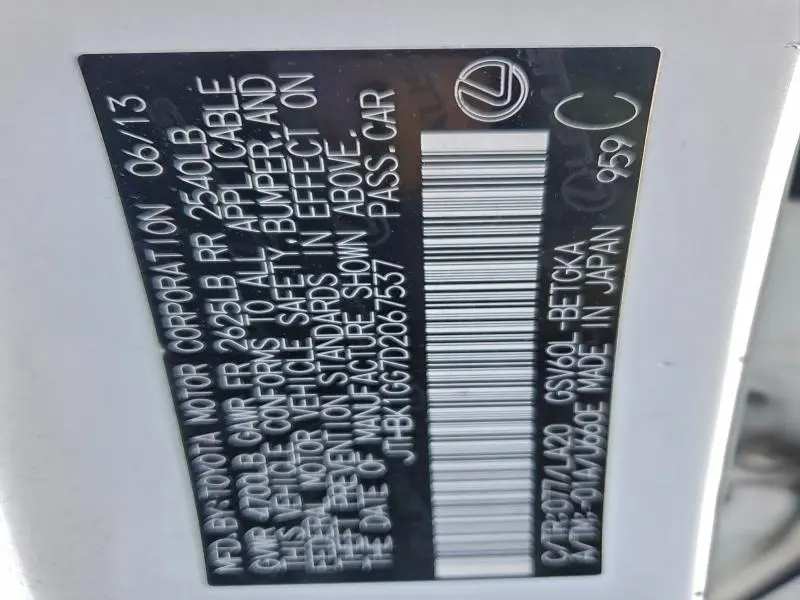 MFD. BY: TOYOTA MOTOR CORPORATION 06/13
GWR 4700LB GAWR FR 2625LB RR 2540LB
THIS VEHICLE CONFORMS TO ALL APPLICABLE
FEDERAL MOTOR VEHICLE SAFETY, BUMPER, AND
THEFT PREVENTION STANDARDS IN EFFECT ON
THE DATE OF MANUFACTURE SHOWN ABOVE.
JTHBK1GG7D2067537 PASS. CAR
C/TR: 077/LA20 GSV60L-BETGKA
A/TM: -01A/U660E MADE IN JAPAN 959 C